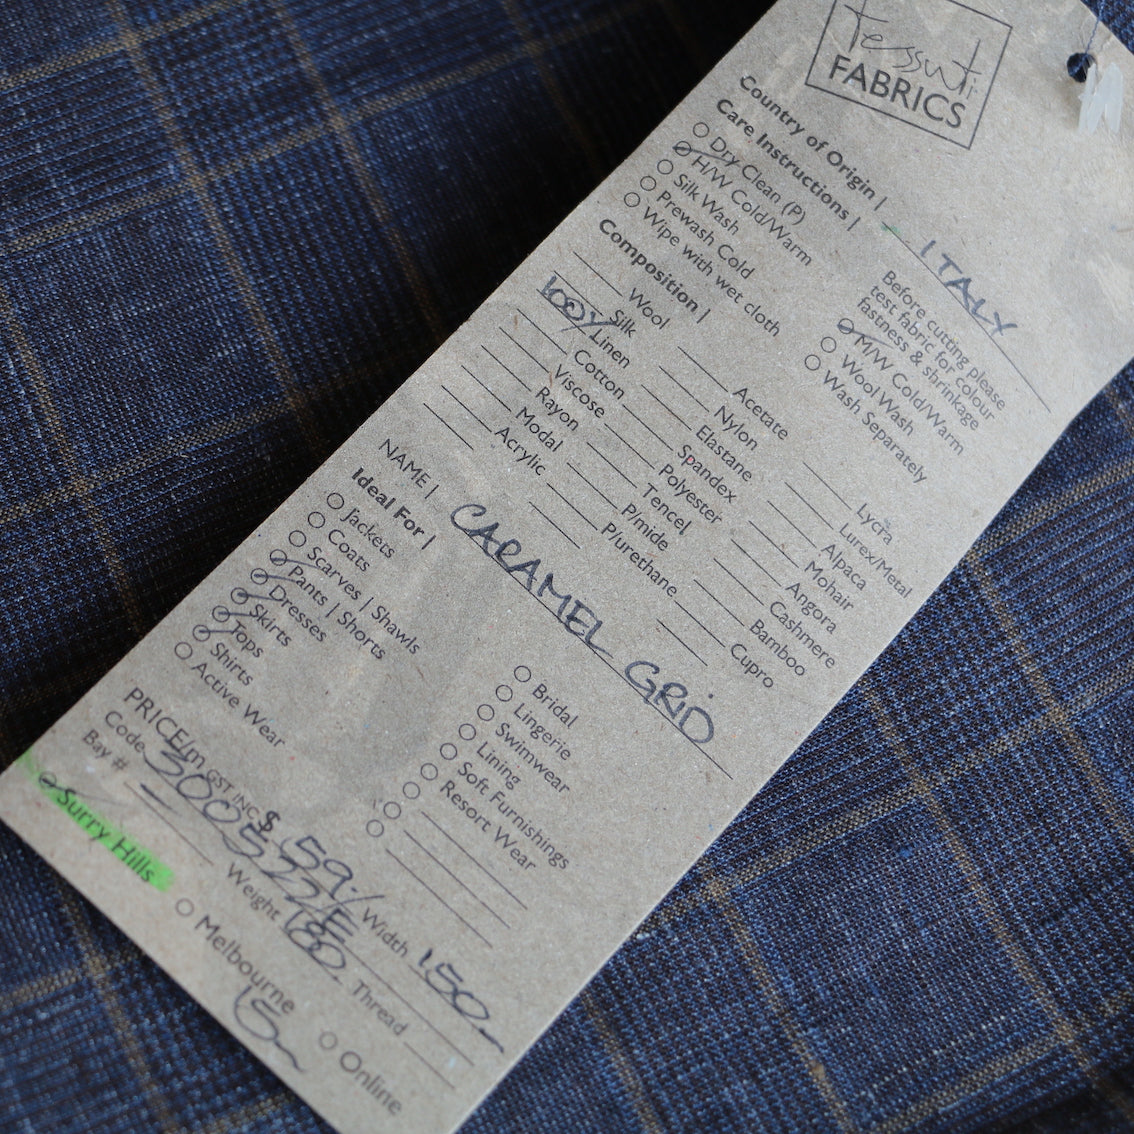 Tessuti
FABRICS
Country of Origin | ITALY
Care Instructions |
Before cutting please
test fabric for colour
fastness & shrinkage
Dry Clean (P)
H/W Cold/Warm
Silk Wash
Prewash Cold
Wipe with wet cloth
M/W Cold/Warm
Wool Wash
Wash Separately
Composition |
Wool
Silk
100% Linen
Cotton
Viscose
Rayon
Modal
Acrylic
Acetate
Nylon
Elastane
Spandex
Polyester
Tencel
P/mide
P/urethane
Lycra
Lurex/Metal
Alpaca
Mohair
Angora
Cashmere
Bamboo
Cupro
NAME | CARAMEL GRID
Ideal For |
Jackets
Coats
Scarves | Shawls
Pants | Shorts
Dresses
Skirts
Tops
Shirts
Active Wear
Bridal
Lingerie
Swimwear
Lining
Soft Furnishings
Resort Wear
PRICE/m GST INC $ 59.-
Code
Width 150
Bay #
Weight 180
Thread
Surry Hills
Melbourne
Online